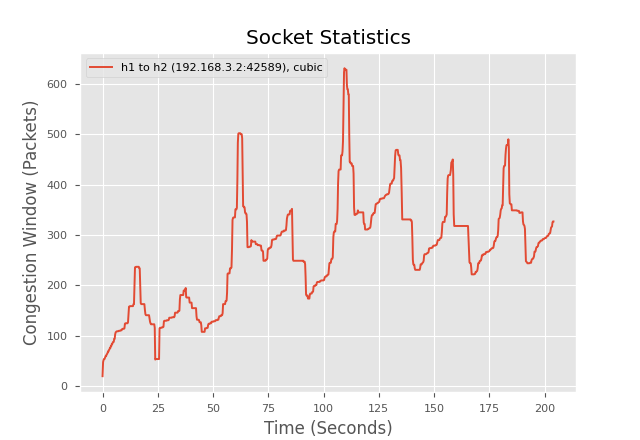 Socket Statistics
h1 to h2 (192.168.3.2:42589), cubic
Congestion Window (Packets)
600
500
400
300
200
100
0
0 25 50 75 100 125 150 175 200
Time (Seconds)